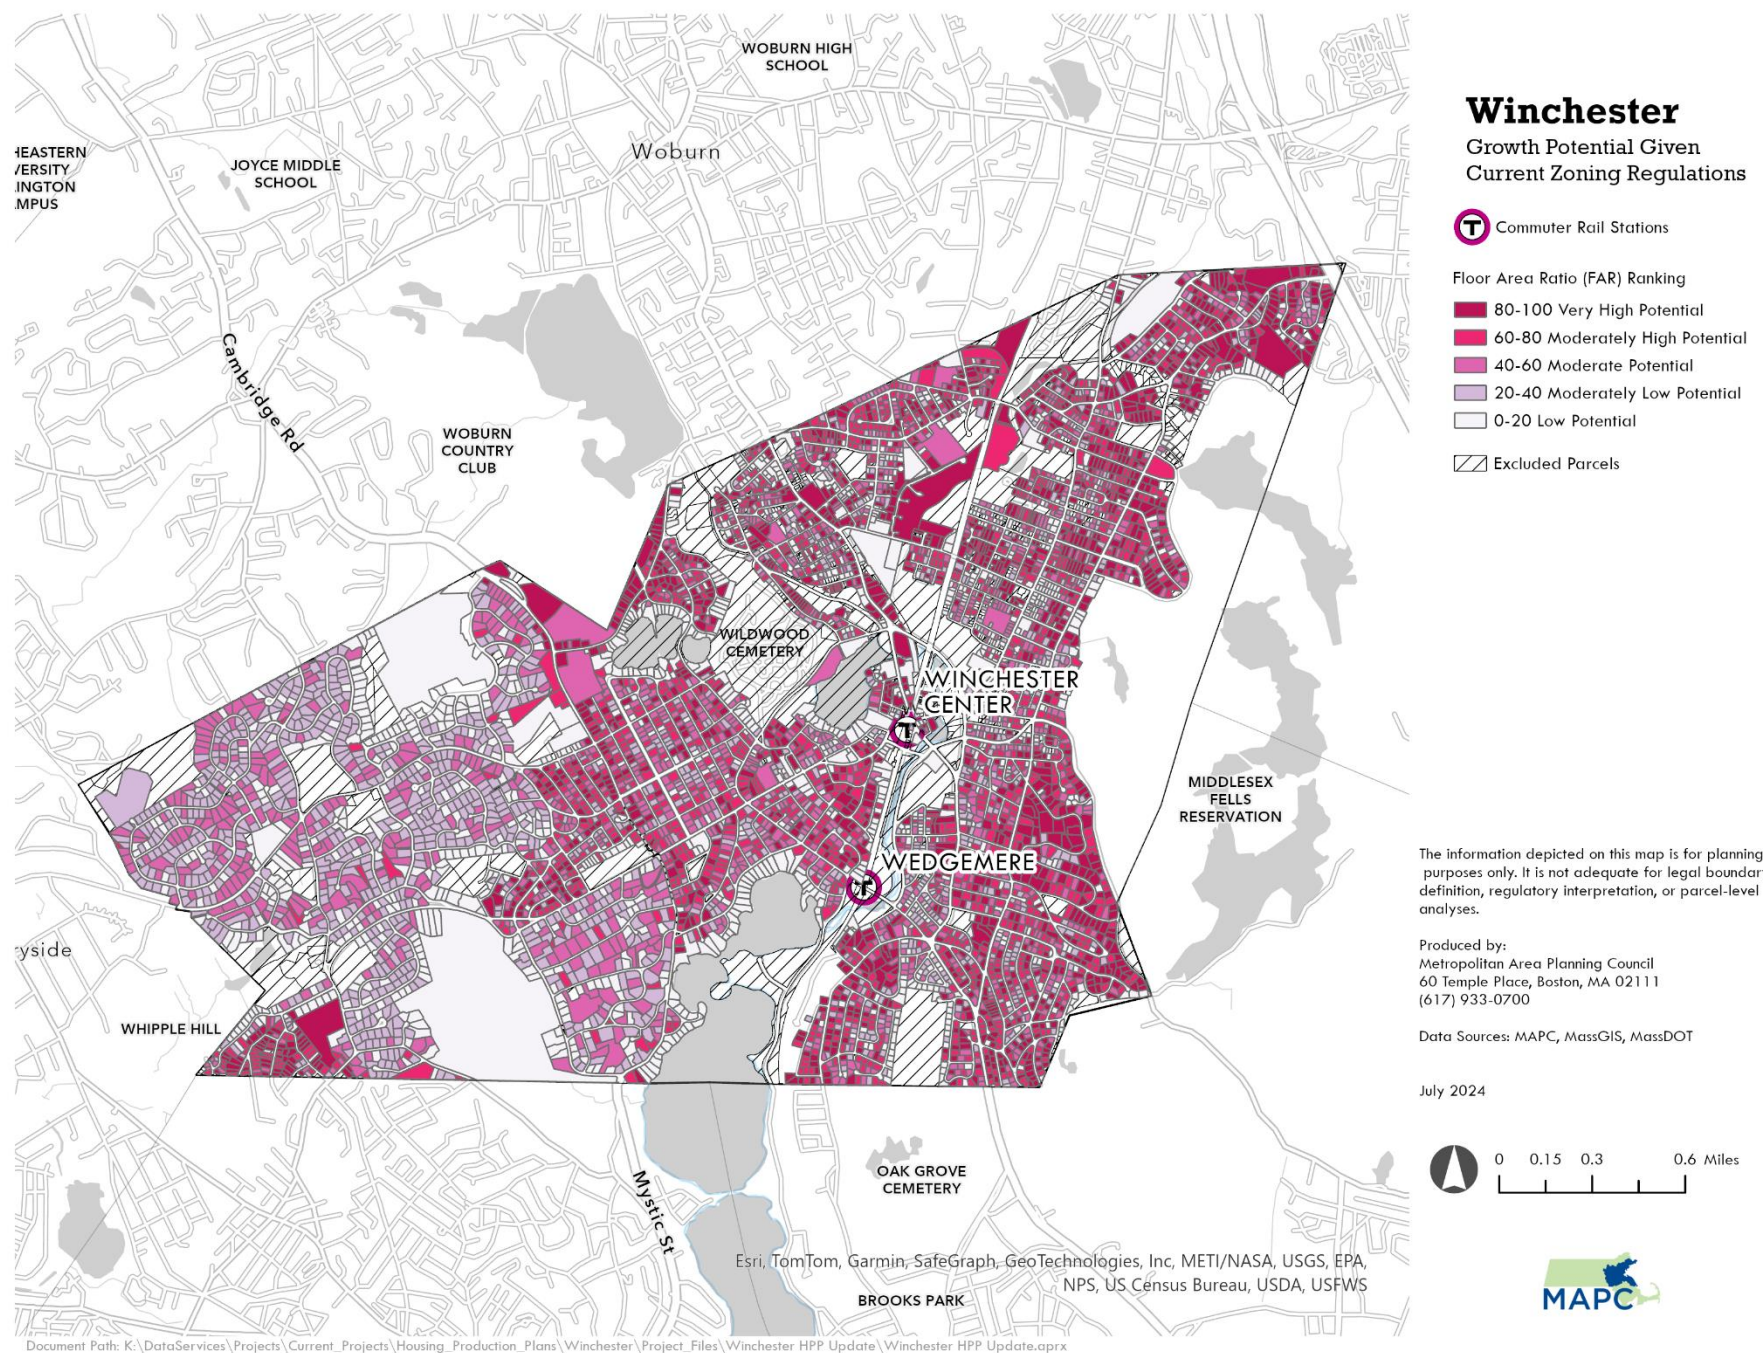 WOBURN HIGH
SCHOOL
HEASTERN
VERSITY
INGTON
MPUS
JOYCE MIDDLE
SCHOOL
Woburn
Cambridge Rd
WOBURN
COUNTRY
CLUB
WILDWOOD
CEMETERY
WINCHESTER
CENTER
T
MIDDLESEX
FELLS
RESERVATION
WEDGEMERE
T
yside
WHIPPLE HILL
Mystic St
OAK GROVE
CEMETERY
BROOKS PARK
Esri, TomTom, Garmin, SafeGraph, GeoTechnologies, Inc, METI/NASA, USGS, EPA,
NPS, US Census Bureau, USDA, USFWS
Winchester
Growth Potential Given
Current Zoning Regulations
T Commuter Rail Stations
Floor Area Ratio (FAR) Ranking
80-100 Very High Potential
60-80 Moderately High Potential
40-60 Moderate Potential
20-40 Moderately Low Potential
0-20 Low Potential
Excluded Parcels
The information depicted on this map is for planning
purposes only. It is not adequate for legal boundar
definition, regulatory interpretation, or parcel-level
analyses.
Produced by:
Metropolitan Area Planning Council
60 Temple Place, Boston, MA 02111
(617) 933-0700
Data Sources: MAPC, MassGIS, MassDOT
July 2024
0 0.15 0.3 0.6 Miles
MAPC
Document Path: K:\DataServices\Projects\Current_Projects\Housing_Production_Plans\Winchester\Project_Files\Winchester HPP Update\Winchester HPP Update.aprx